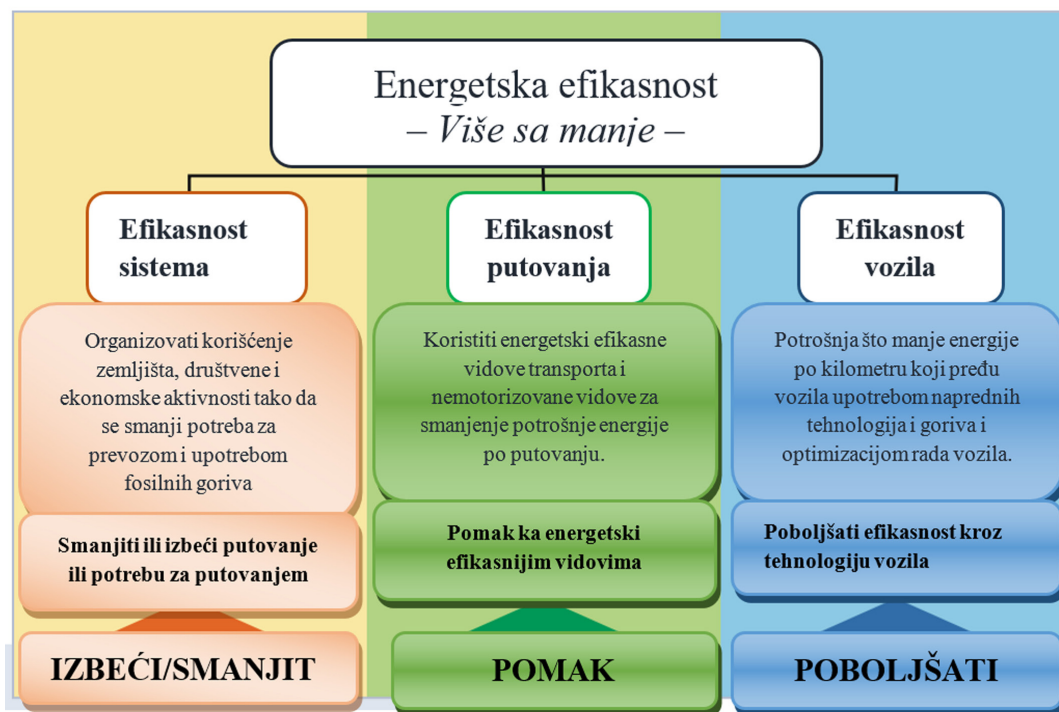 Energetska efikasnost
– Više sa manje –
Efikasnost
sistema
Organizovati korišćenje
zemljišta, društvene i
ekonomske aktivnosti tako da
se smanji potreba za
prevozom i upotrebom
fosilnih goriva
Smanjiti ili izbeći putovanje
ili potrebu za putovanjem
IZBEĆI/SMANJIT
Efikasnost
putovanja
Koristiti energetski efikasne
vidove transporta i
nemotorizovane vidove za
smanjenje potrošnje energije
po putovanju.
Pomak ka energetski
efikasnijim vidovima
POMAK
Efikasnost
vozila
Potrošnja što manje energije
po kilometru koji pređu
vozila upotrebom naprednih
tehnologija i goriva i
optimizacijom rada vozila.
Poboljšati efikasnost kroz
tehnologiju vozila
POBOLJŠATI